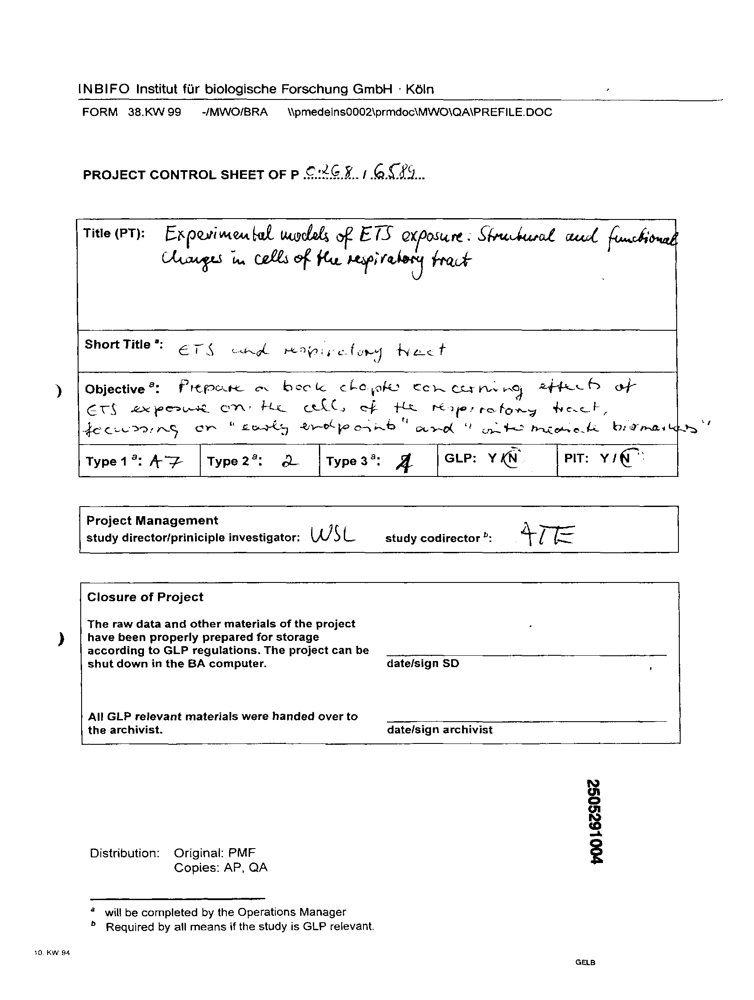 INBIFO Institut für biologische Forschung GmbH · Köln
FORM 38.KW 99 -/MWO/BRA \\pmedeins0002\prmdoc\MWO\QA\PREFILE.DOC
PROJECT CONTROL SHEET OF P 0268 / 6589
Title (PT): Experimental models of ETS exposure: Structural and functional
changes in cells of the respiratory tract
Short Title a: ETS and respiratory tract
) Objective a: Prepare a book chapter concerning effects of
ETS exposure on the cells of the respiratory tract,
focussing on "early endpoints" and "intermediate biomarkers"
Type 1 a: A7 Type 2 a: 2 Type 3 a: GLP: Y/N PIT: Y/N
Project Management
study director/priniciple investigator: WSL study codirector b: ATE
Closure of Project
The raw data and other materials of the project
) have been properly prepared for storage
according to GLP regulations. The project can be
shut down in the BA computer. date/sign SD
All GLP relevant materials were handed over to
the archivist. date/sign archivist
2505291004
Distribution: Original: PMF
Copies: AP, QA
a will be completed by the Operations Manager
b Required by all means if the study is GLP relevant.
10. KW 94
GELB